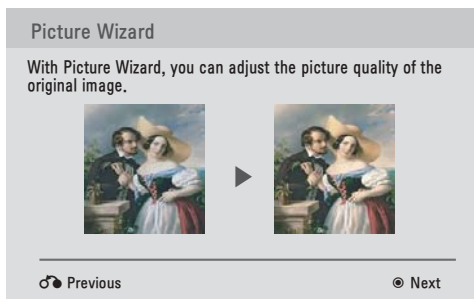 Picture Wizard
With Picture Wizard, you can adjust the picture quality of the
original image.
Previous
Next